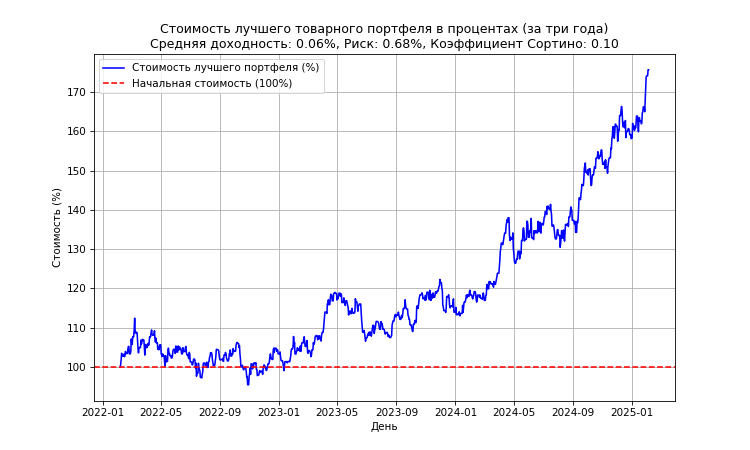 Стоимость лучшего товарного портфеля в процентах (за три года)
Средняя доходность: 0.06%, Риск: 0.68%, Коэффициент Сортино: 0.10
Стоимость лучшего портфеля (%)
Начальная стоимость (100%)
Стоимость (%)
170
160
150
140
130
120
110
100
2022-01 2022-05 2022-09 2023-01 2023-05 2023-09 2024-01 2024-05 2024-09 2025-01
День